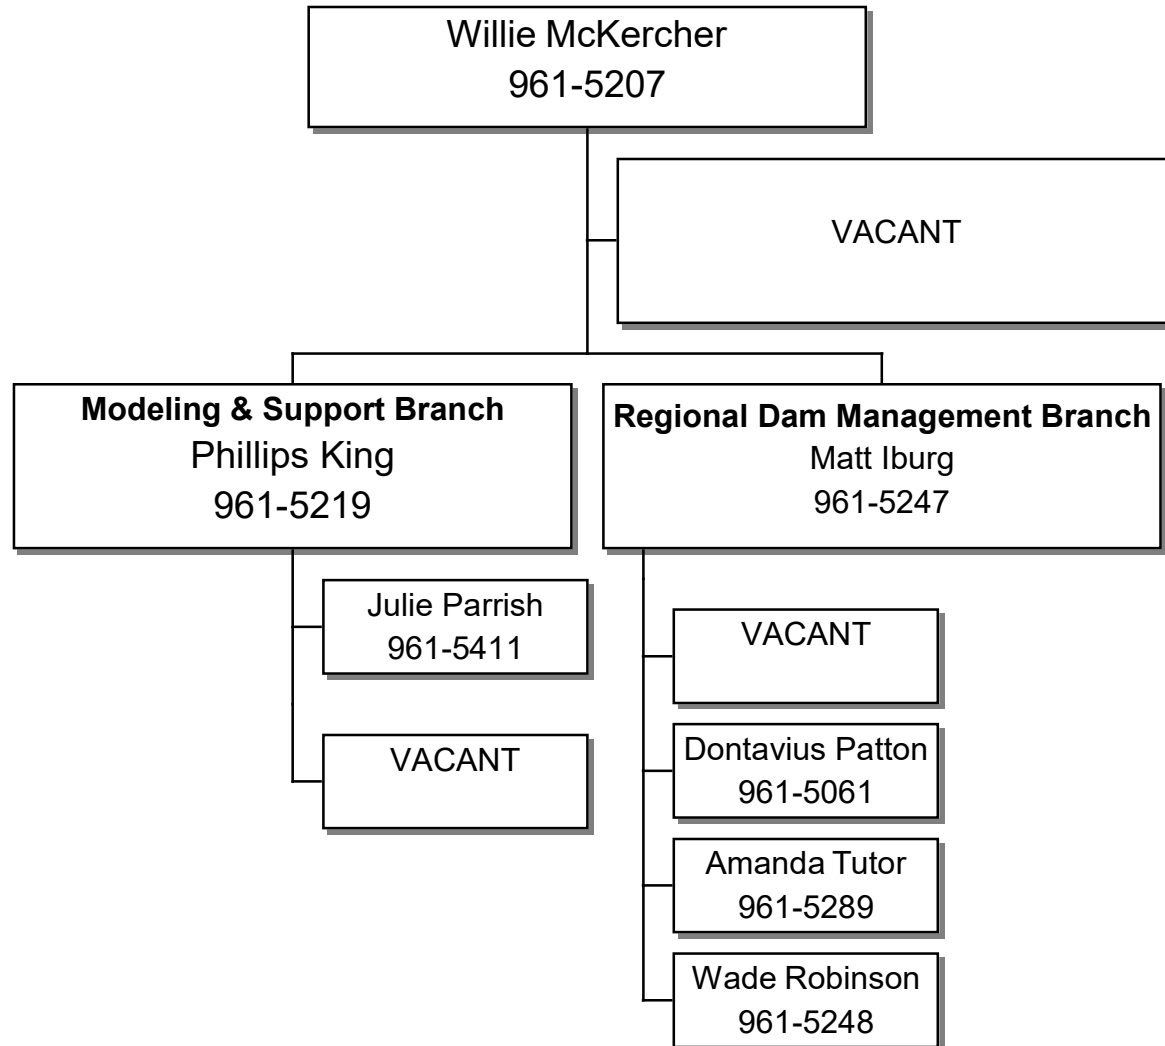 Willie McKercher
961-5207
VACANT
Modeling & Support Branch
Phillips King
961-5219
Regional Dam Management Branch
Matt Iburg
961-5247
Julie Parrish
961-5411
VACANT
VACANT
Dontavius Patton
961-5061
Amanda Tutor
961-5289
Wade Robinson
961-5248